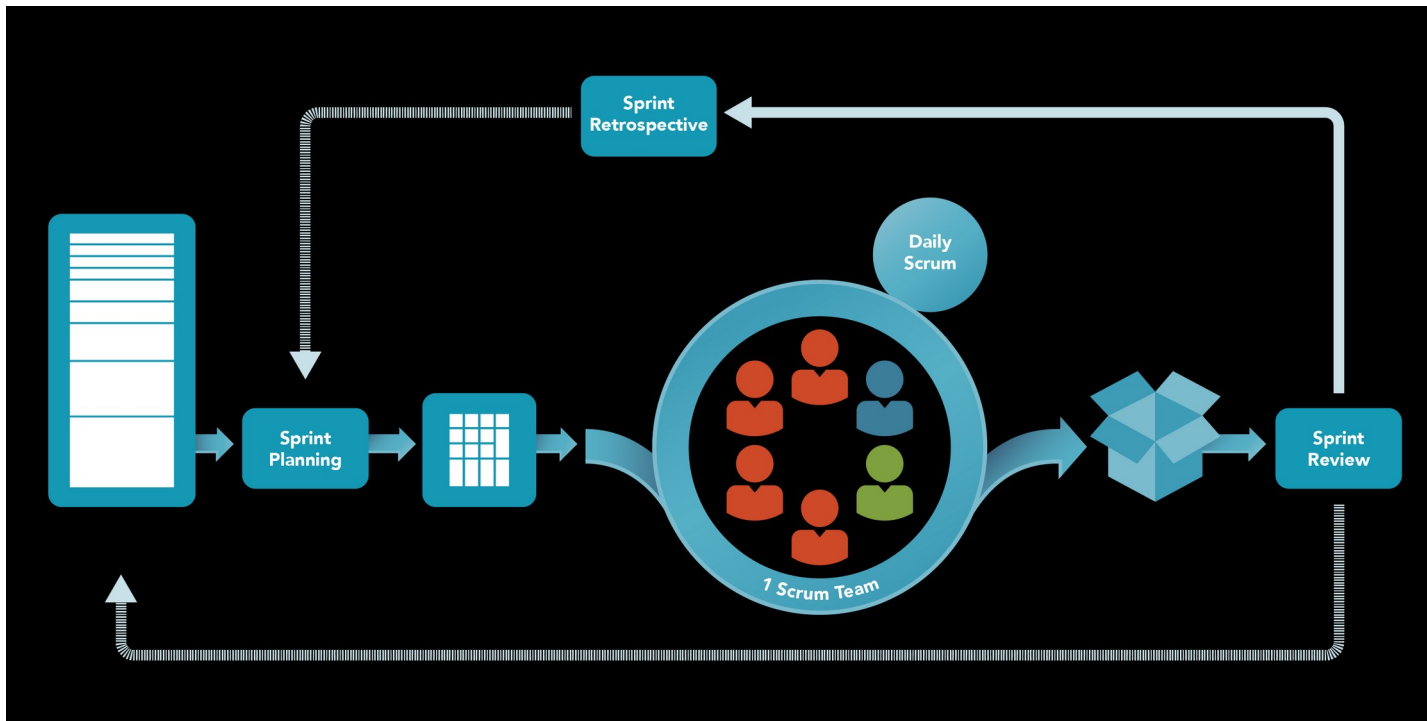 Sprint
Retrospective
Daily
Scrum
Sprint
Planning
1 Scrum Team
Sprint
Review